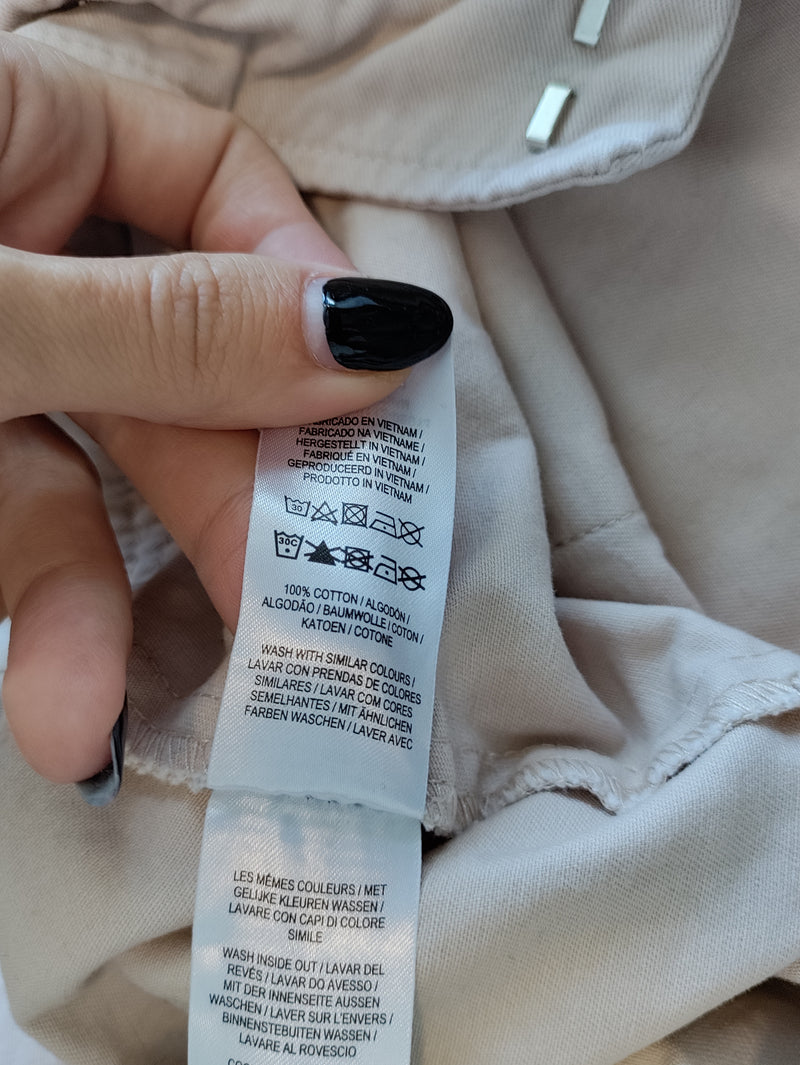 FABRICADO EN VIETNAM /
FABRICADO NA VIETNAME /
HERGESTELLT IN VIETNAM /
FABRIQUÉ EN VIETNAM /
GEPRODUCEERD IN VIETNAM /
PRODOTTO IN VIETNAM
30
30C
100% COTTON / ALGODÓN /
ALGODÃO / BAUMWOLLE / COTON /
KATOEN / COTONE
WASH WITH SIMILAR COLOURS /
LAVAR CON PRENDAS DE COLORES
SIMILARES / LAVAR COM CORES
SEMELHANTES / MIT ÄHNLICHEN
FARBEN WASCHEN / LAVER AVEC
LES MÊMES COULEURS / MET
GELIJKE KLEUREN WASSEN /
LAVARE CON CAPI DI COLORE
SIMILE
WASH INSIDE OUT / LAVAR DEL
REVÉS / LAVAR DO AVESSO /
MIT DER INNENSEITE AUSSEN
WASCHEN / LAVER SUR L'ENVERS /
BINNENSTEBUITEN WASSEN /
LAVARE AL ROVESCIO